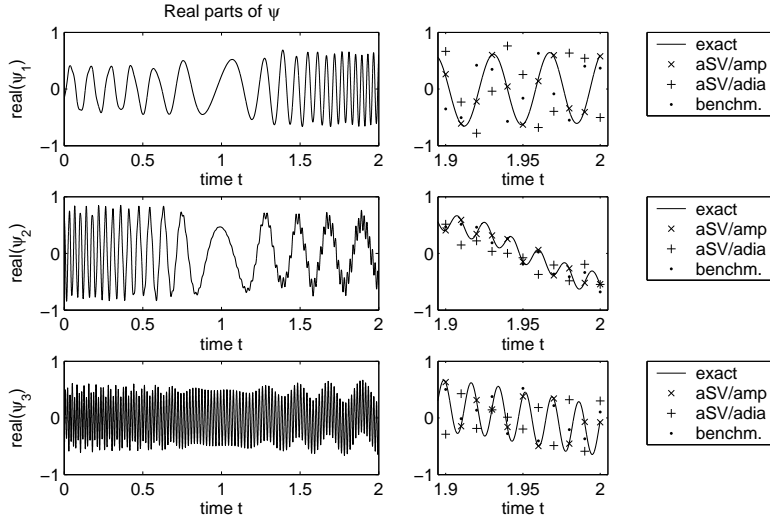 Real parts of ψ
real(ψ1)
1
0
−1
0
0.5
1
1.5
2
time t
1
0
−1
1.9
1.95
2
time t
exact
aSV/amp
aSV/adia
benchm.
real(ψ2)
1
0
−1
0
0.5
1
1.5
2
time t
1
0
−1
1.9
1.95
2
time t
exact
aSV/amp
aSV/adia
benchm.
real(ψ3)
1
0
−1
0
0.5
1
1.5
2
time t
1
0
−1
1.9
1.95
2
time t
exact
aSV/amp
aSV/adia
benchm.